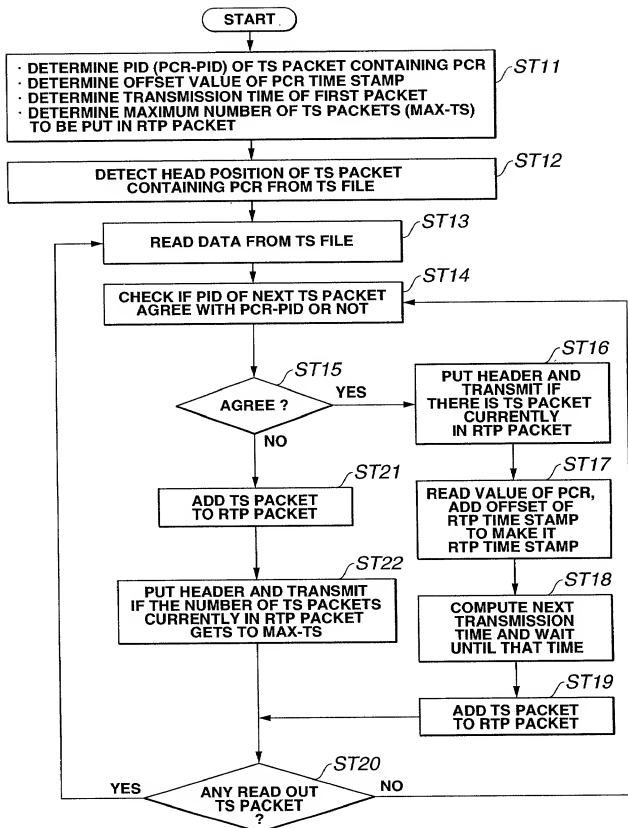 START
ST11
· DETERMINE PID (PCR-PID) OF TS PACKET CONTAINING PCR
· DETERMINE OFFSET VALUE OF PCR TIME STAMP
· DETERMINE TRANSMISSION TIME OF FIRST PACKET
· DETERMINE MAXIMUM NUMBER OF TS PACKETS (MAX-TS)
TO BE PUT IN RTP PACKET
ST12
DETECT HEAD POSITION OF TS PACKET
CONTAINING PCR FROM TS FILE
ST13
READ DATA FROM TS FILE
ST14
CHECK IF PID OF NEXT TS PACKET
AGREE WITH PCR-PID OR NOT
ST15
AGREE ?
YES
NO
ST16
PUT HEADER AND
TRANSMIT IF
THERE IS TS PACKET
CURRENTLY
IN RTP PACKET
ST17
READ VALUE OF PCR,
ADD OFFSET OF
RTP TIME STAMP
TO MAKE IT
RTP TIME STAMP
ST18
COMPUTE NEXT
TRANSMISSION
TIME AND WAIT
UNTIL THAT TIME
ST19
ADD TS PACKET
TO RTP PACKET
ST21
ADD TS PACKET
TO RTP PACKET
ST22
PUT HEADER AND TRANSMIT
IF THE NUMBER OF TS PACKETS
CURRENTLY IN RTP PACKET
GETS TO MAX-TS
ST20
ANY READ OUT
TS PACKET
?
YES
NO